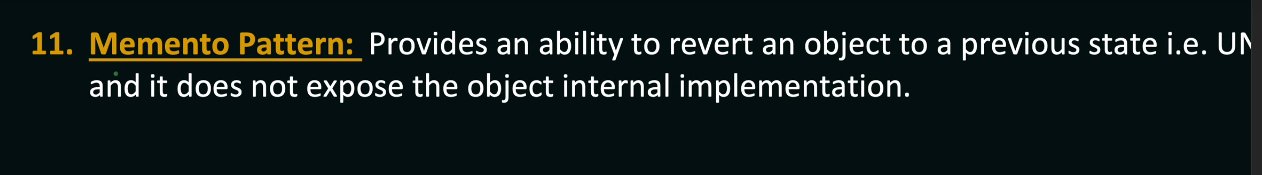 11. Memento Pattern: Provides an ability to revert an object to a previous state i.e.
and it does not expose the object internal implementation.